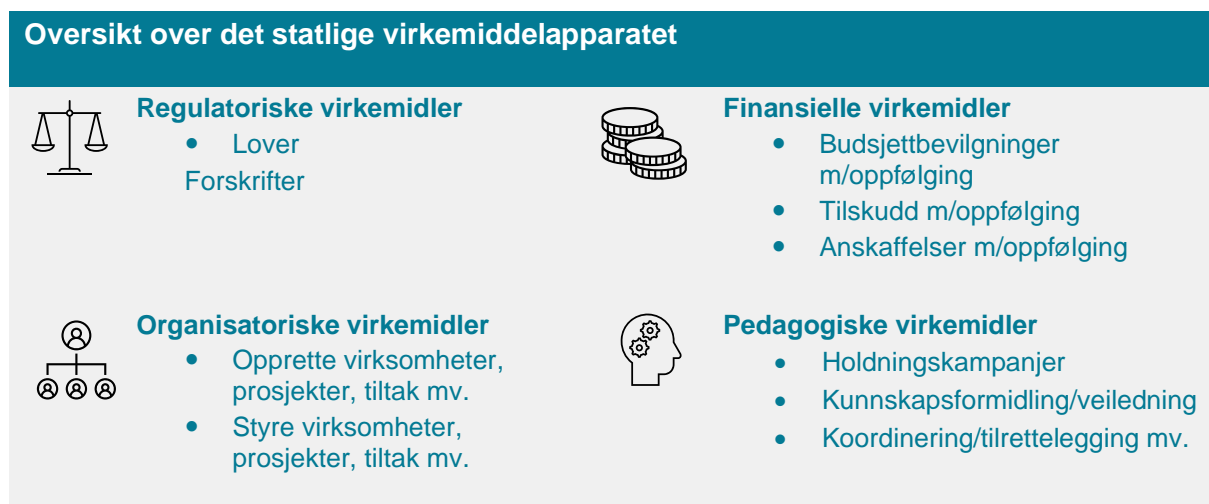 Oversikt over det statlige virkemiddelapparatet
Regulatoriske virkemidler
• Lover
Forskrifter
Finansielle virkemidler
• Budsjettbevilgninger
m/oppfølging
• Tilskudd m/oppfølging
• Anskaffelser m/oppfølging
Organisatoriske virkemidler
• Opprette virksomheter,
prosjekter, tiltak mv.
• Styre virksomheter,
prosjekter, tiltak mv.
Pedagogiske virkemidler
• Holdningskampanjer
• Kunnskapsformidling/veiledning
• Koordinering/tilrettelegging mv.